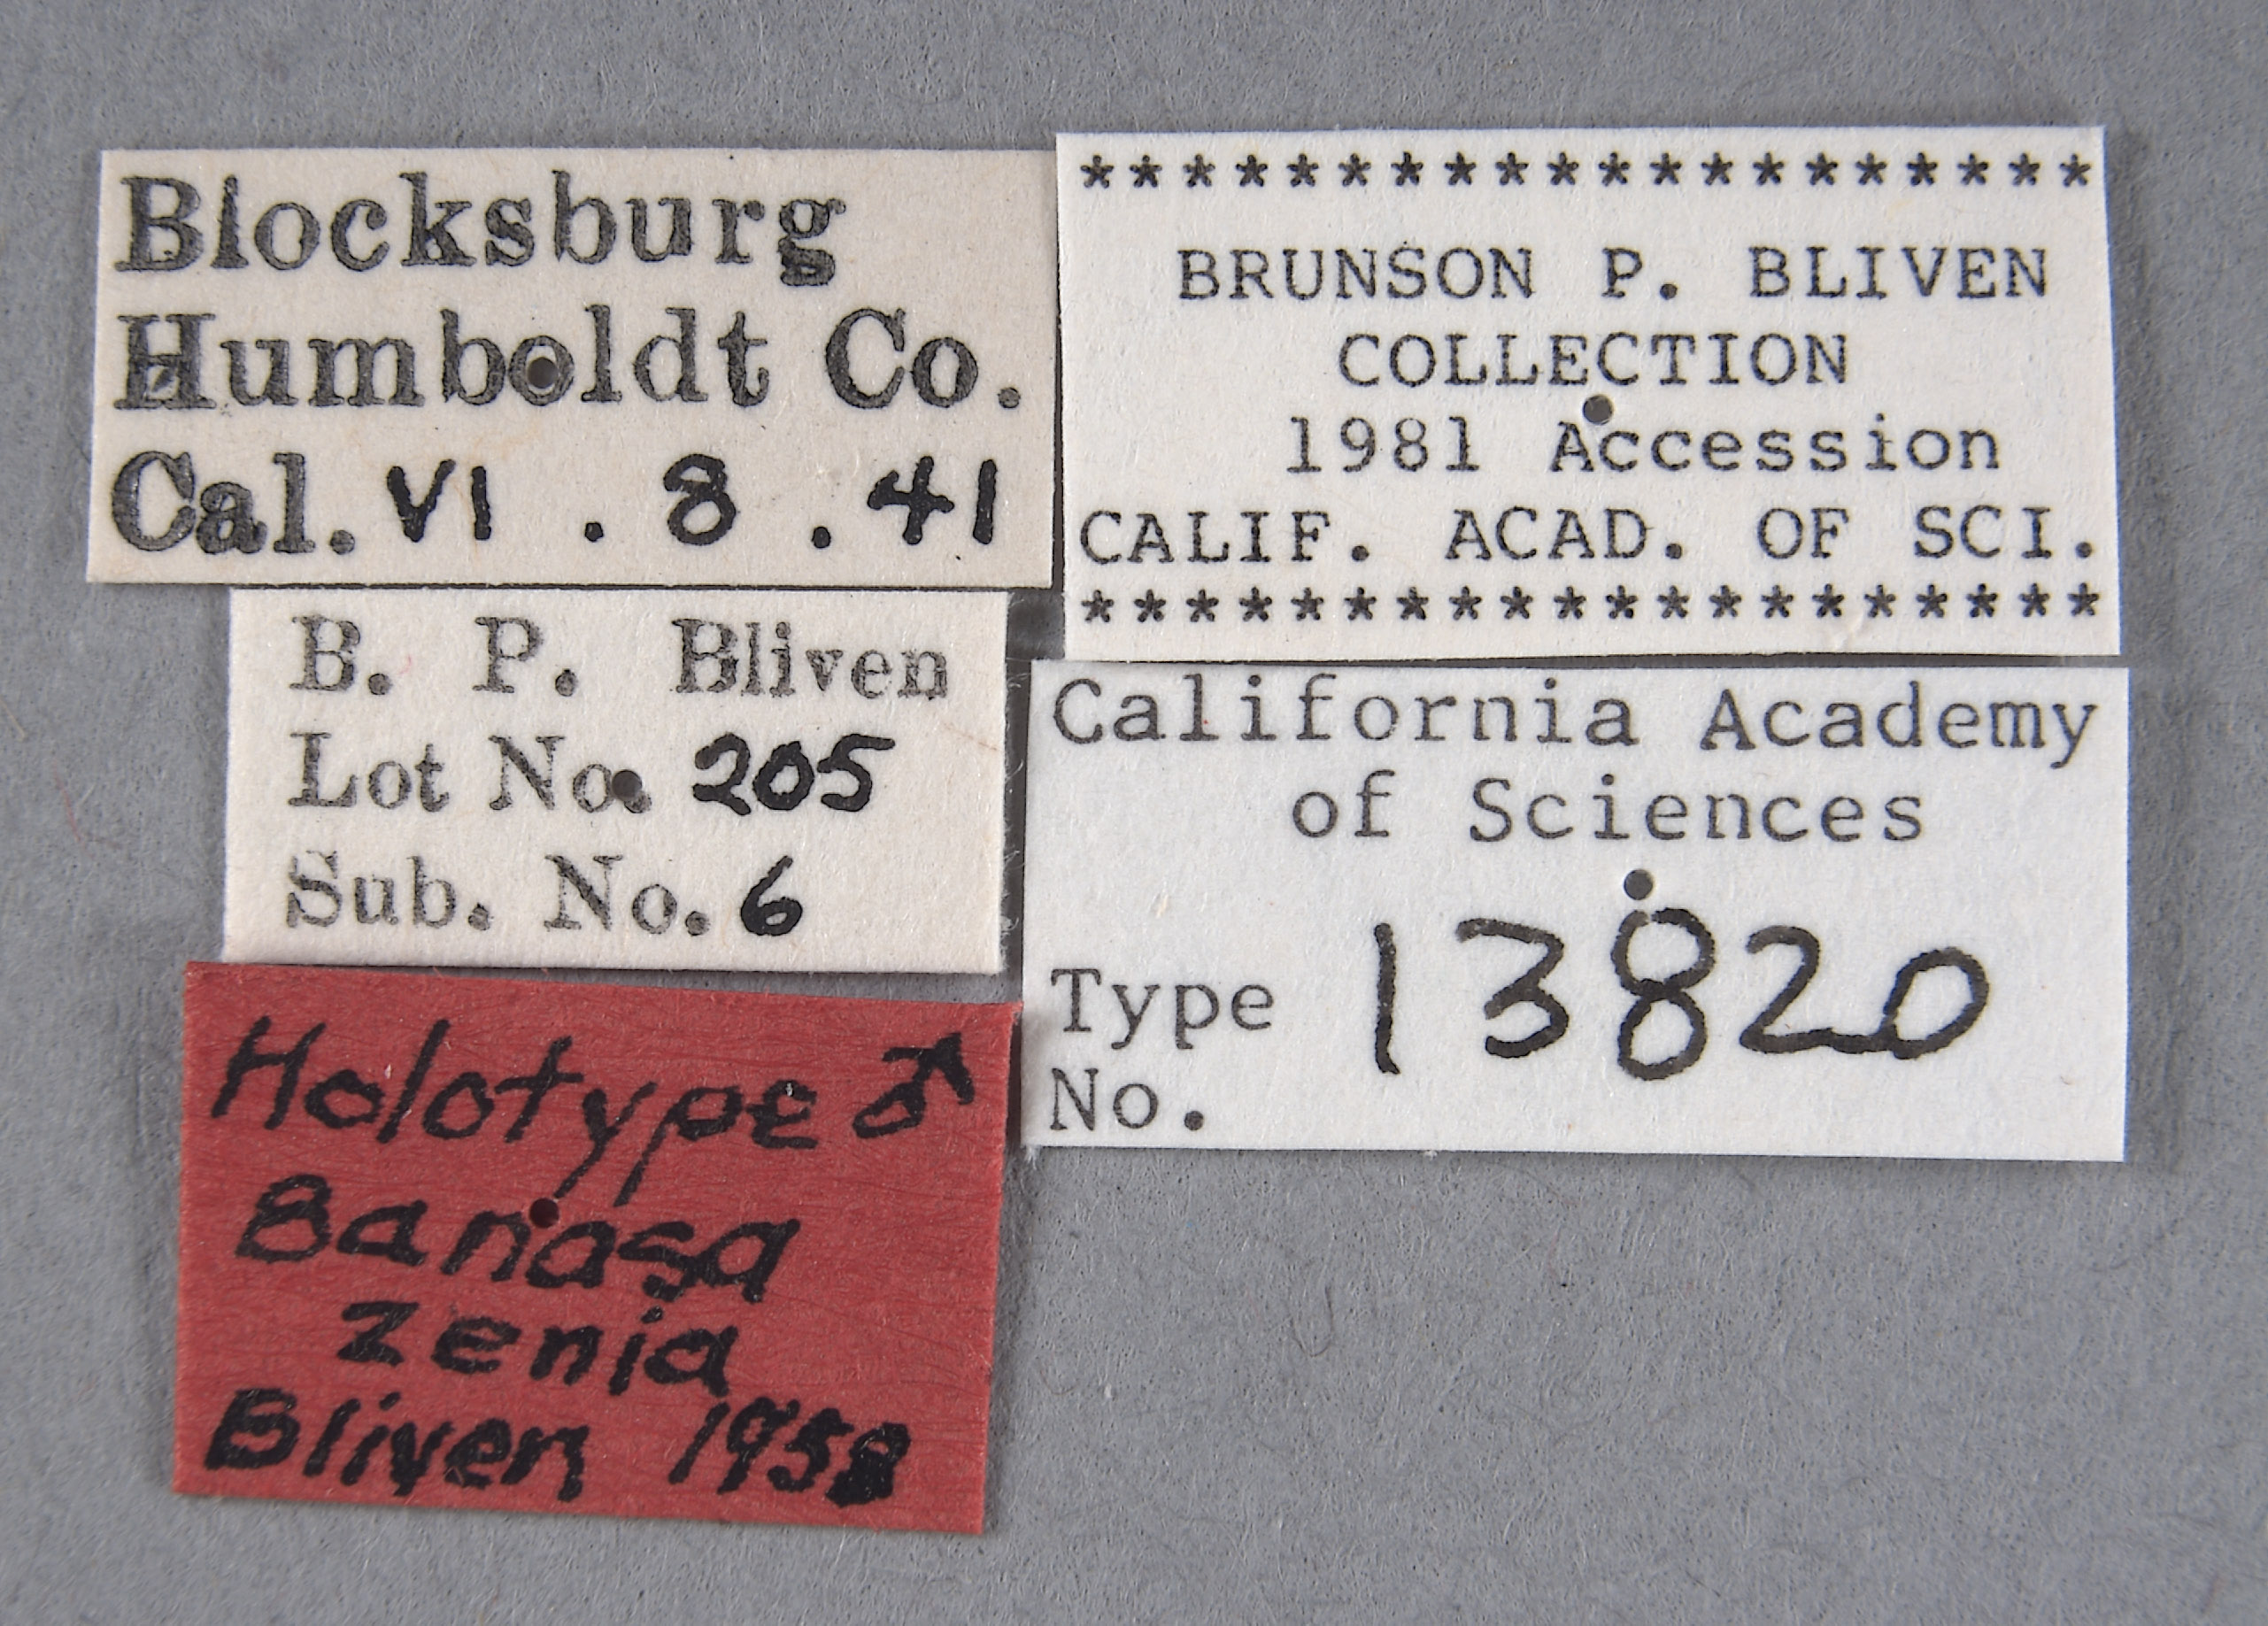 Blocksburg
Humboldt Co.
Cal. VI . 8 . 41
B. P. Bliven
Lot No. 205
Sub. No. 6
Holotype ♂
Banasa
zenia
Bliven 1958
********************
BRUNSON P. BLIVEN
COLLECTION
1981 Accession
CALIF. ACAD. OF SCI.
********************
California Academy
of Sciences
Type 13820
No.